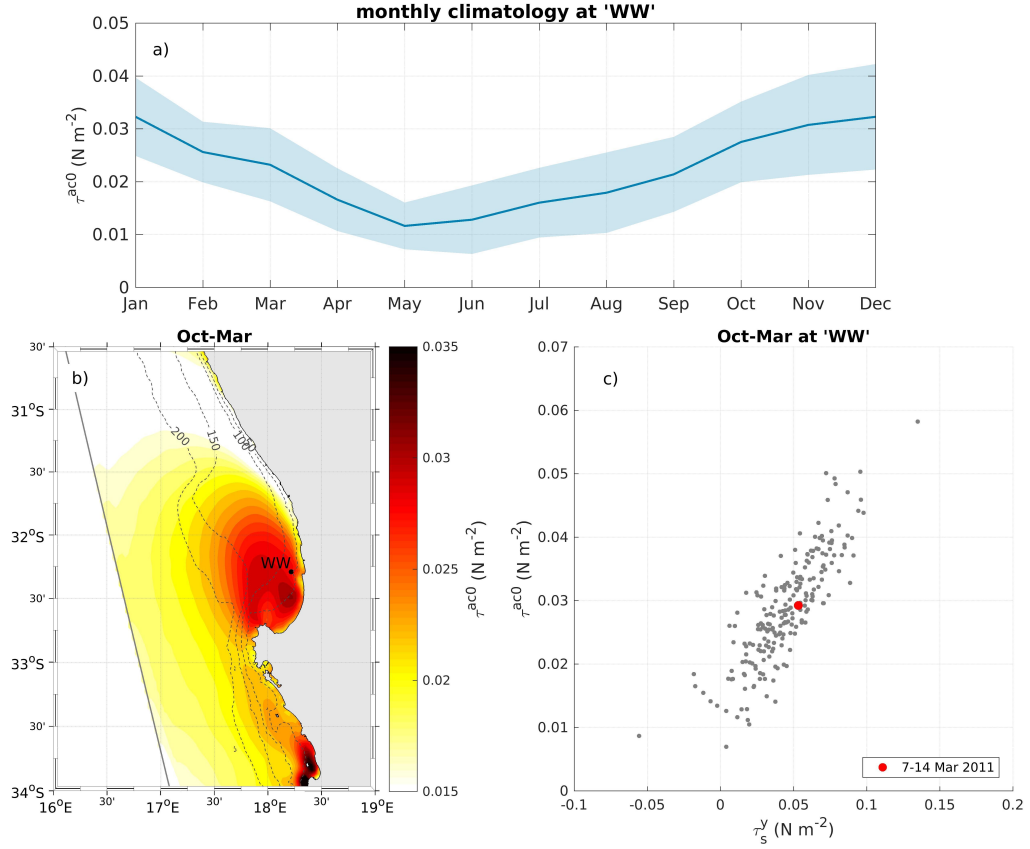 monthly climatology at 'WW'
a)
τ^ac0 (N m^-2)
0.05
0.04
0.03
0.02
0.01
0
Jan Feb Mar Apr May Jun Jul Aug Sep Oct Nov Dec
Oct-Mar
b)
30'
31°S
30'
32°S
30'
33°S
30'
34°S
16°E 30' 17°E 30' 18°E 30' 19°E
200
150
100
50
WW
0.035
0.03
0.025
0.02
0.015
τ^ac0 (N m^-2)
Oct-Mar at 'WW'
c)
τ^ac0 (N m^-2)
0.07
0.06
0.05
0.04
0.03
0.02
0.01
0
-0.1 -0.05 0 0.05 0.1 0.15 0.2
τ_s^y (N m^-2)
7-14 Mar 2011